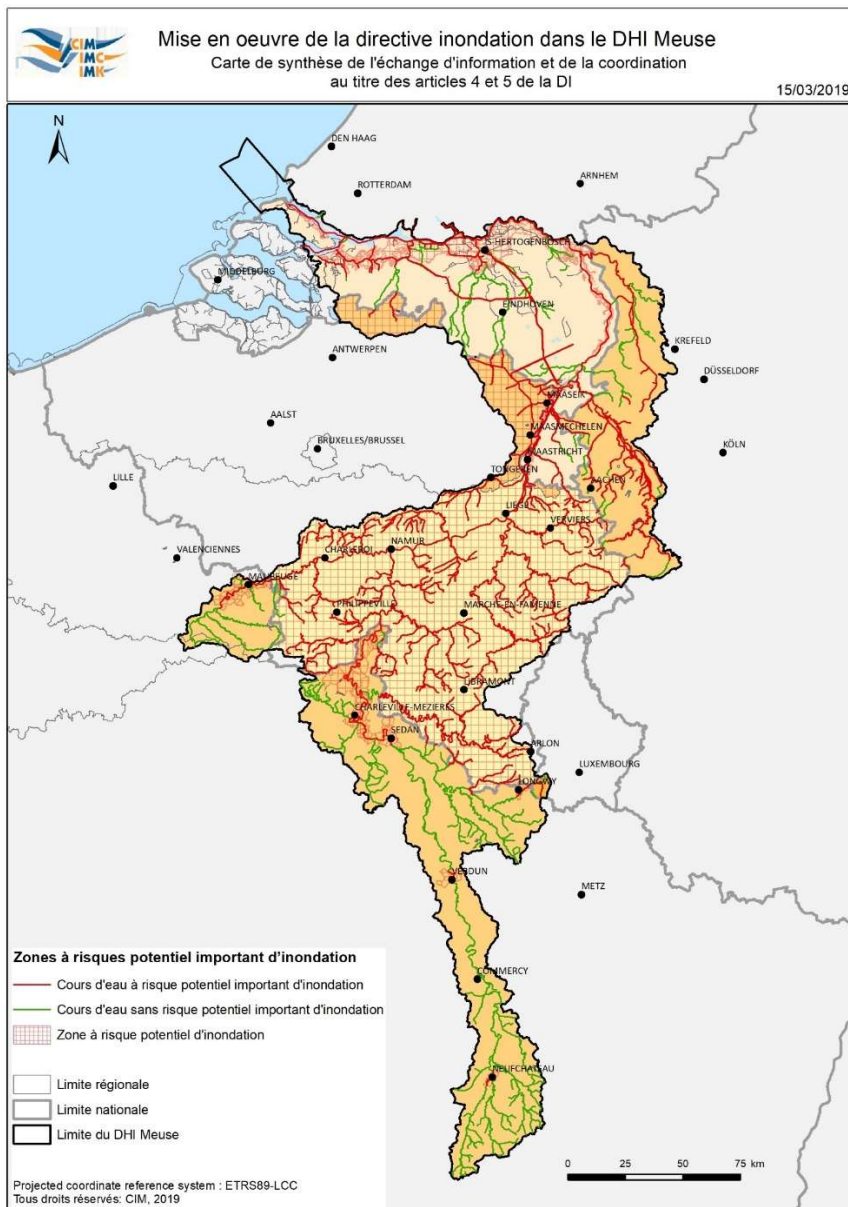 CIM
IMC
IMK
Mise en oeuvre de la directive inondation dans le DHI Meuse
Carte de synthèse de l'échange d'information et de la coordination
au titre des articles 4 et 5 de la DI
15/03/2019
N
DEN HAAG
ROTTERDAM
ARNHEM
'S-HERTOGENBOSCH
MIDDELBURG
EINDHOVEN
KREFELD
ANTWERPEN
DÜSSELDORF
MAASEIK
AALST
MAASMECHELEN
BRUXELLES/BRUSSEL
KÖLN
MAASTRICHT
TONGEREN
LILLE
AACHEN
LIEGE
VERVIERS
VALENCIENNES
NAMUR
CHARLEROI
MAUBEUGE
PHILIPPEVILLE
MARCHE-EN-FAMENNE
LIBRAMONT
CHARLEVILLE-MEZIERES
SEDAN
ARLON
LUXEMBOURG
LONGWY
VERDUN
METZ
COMMERCY
NEUFCHATEAU
Zones à risques potentiel important d'inondation
Cours d'eau à risque potentiel important d'inondation
Cours d'eau sans risque potentiel important d'inondation
Zone à risque potentiel d'inondation
Limite régionale
Limite nationale
Limite du DHI Meuse
0 25 50 75 km
Projected coordinate reference system : ETRS89-LCC
Tous droits réservés: CIM, 2019